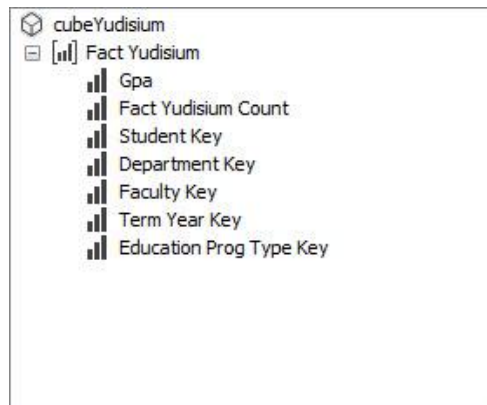 cubeYudisium
Fact Yudisium
Gpa
Fact Yudisium Count
Student Key
Department Key
Faculty Key
Term Year Key
Education Prog Type Key